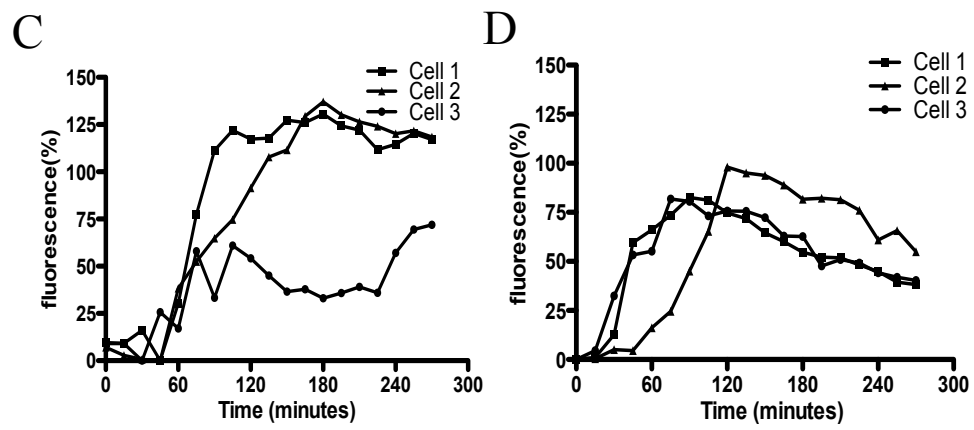 C
Cell 1
Cell 2
Cell 3
150
125
100
75
50
25
0
fluorescence(%)
0 60 120 180 240 300
Time (minutes)
D
Cell 1
Cell 2
Cell 3
150
125
100
75
50
25
0
fluorescence(%)
0 60 120 180 240 300
Time (minutes)